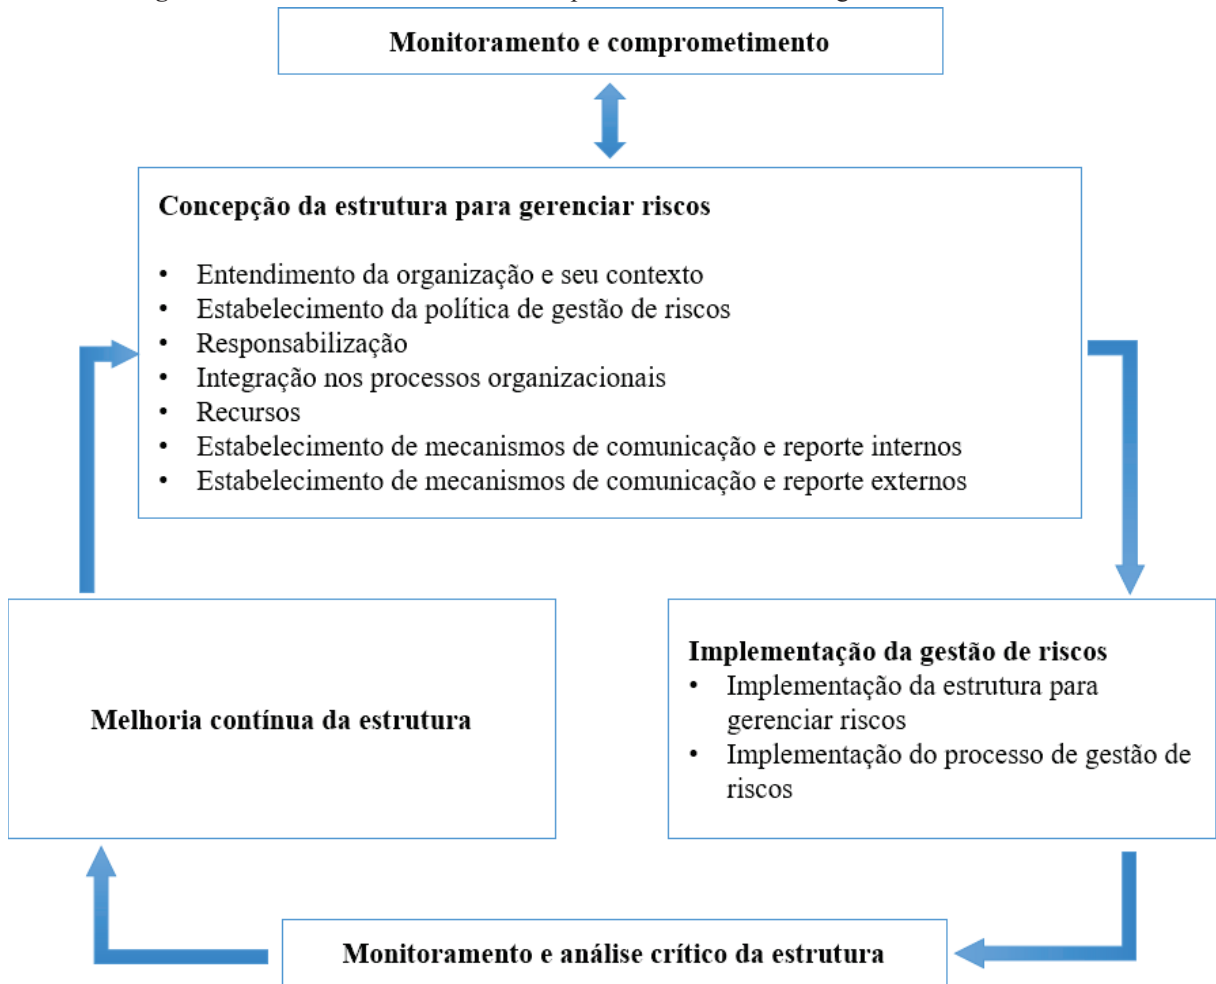 Monitoramento e comprometimento
Concepção da estrutura para gerenciar riscos
• Entendimento da organização e seu contexto
• Estabelecimento da política de gestão de riscos
• Responsabilização
• Integração nos processos organizacionais
• Recursos
• Estabelecimento de mecanismos de comunicação e reporte internos
• Estabelecimento de mecanismos de comunicação e reporte externos
Melhoria contínua da estrutura
Implementação da gestão de riscos
• Implementação da estrutura para
gerenciar riscos
• Implementação do processo de gestão de
riscos
Monitoramento e análise crítico da estrutura